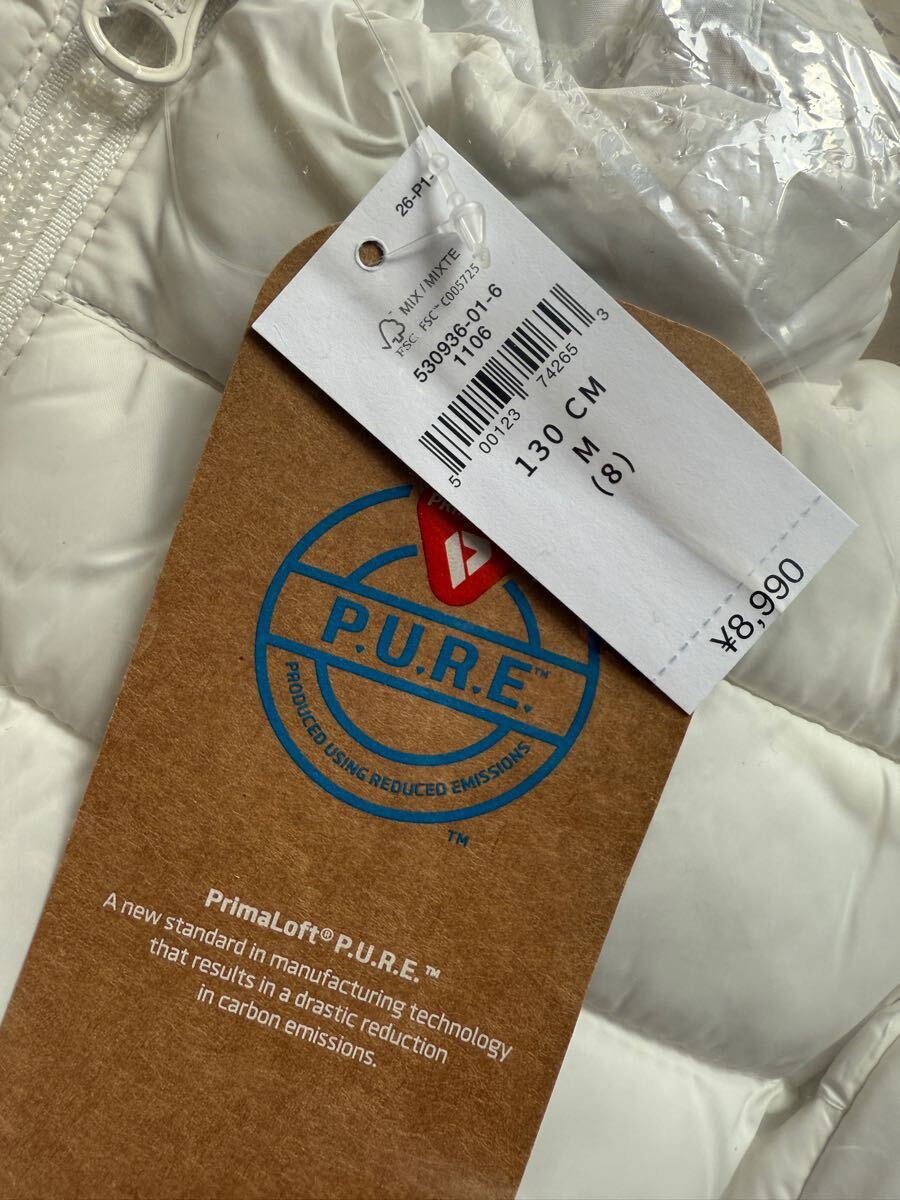 26-P1-
MIX / MIXTE
FSC™ C005725
FSC
530936-01-6
1106
5 00123 74265 3
130 CM
M
(8)
¥8,990
P.U.R.E.™
PRODUCED USING REDUCED EMISSIONS
TM
PrimaLoft® P.U.R.E.™
A new standard in manufacturing technology
that results in a drastic reduction
in carbon emissions.